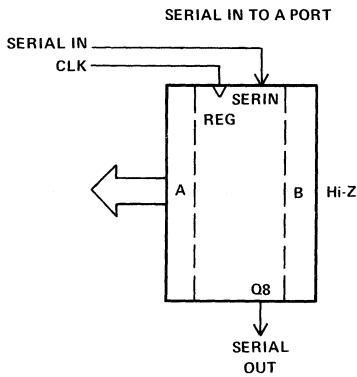 SERIAL IN TO A PORT
SERIAL IN
CLK
SERIN
REG
A
B
Hi-Z
Q8
SERIAL
OUT